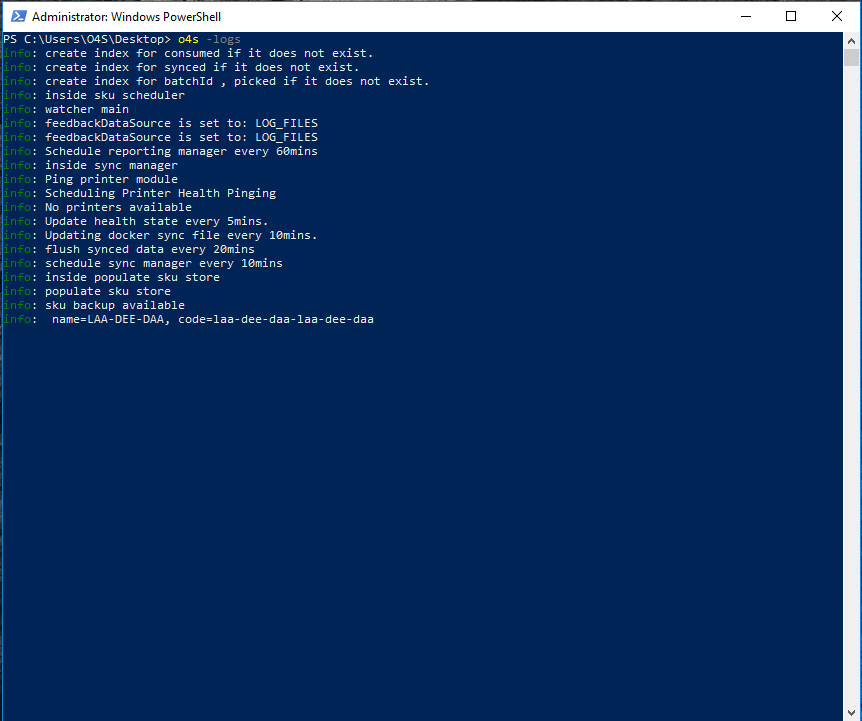 Administrator: Windows PowerShell
PS C:\Users\O4S\Desktop> o4s -logs
info: create index for consumed if it does not exist.
info: create index for synced if it does not exist.
info: create index for batchId , picked if it does not exist.
info: inside sku scheduler
info: watcher main
info: feedbackDataSource is set to: LOG_FILES
info: feedbackDataSource is set to: LOG_FILES
info: Schedule reporting manager every 60mins
info: inside sync manager
info: Ping printer module
info: Scheduling Printer Health Pinging
info: No printers available
info: Update health state every 5mins.
info: Updating docker sync file every 10mins.
info: flush synced data every 20mins
info: schedule sync manager every 10mins
info: inside populate sku store
info: populate sku store
info: sku backup available
info:  name=LAA-DEE-DAA, code=laa-dee-daa-laa-dee-daa